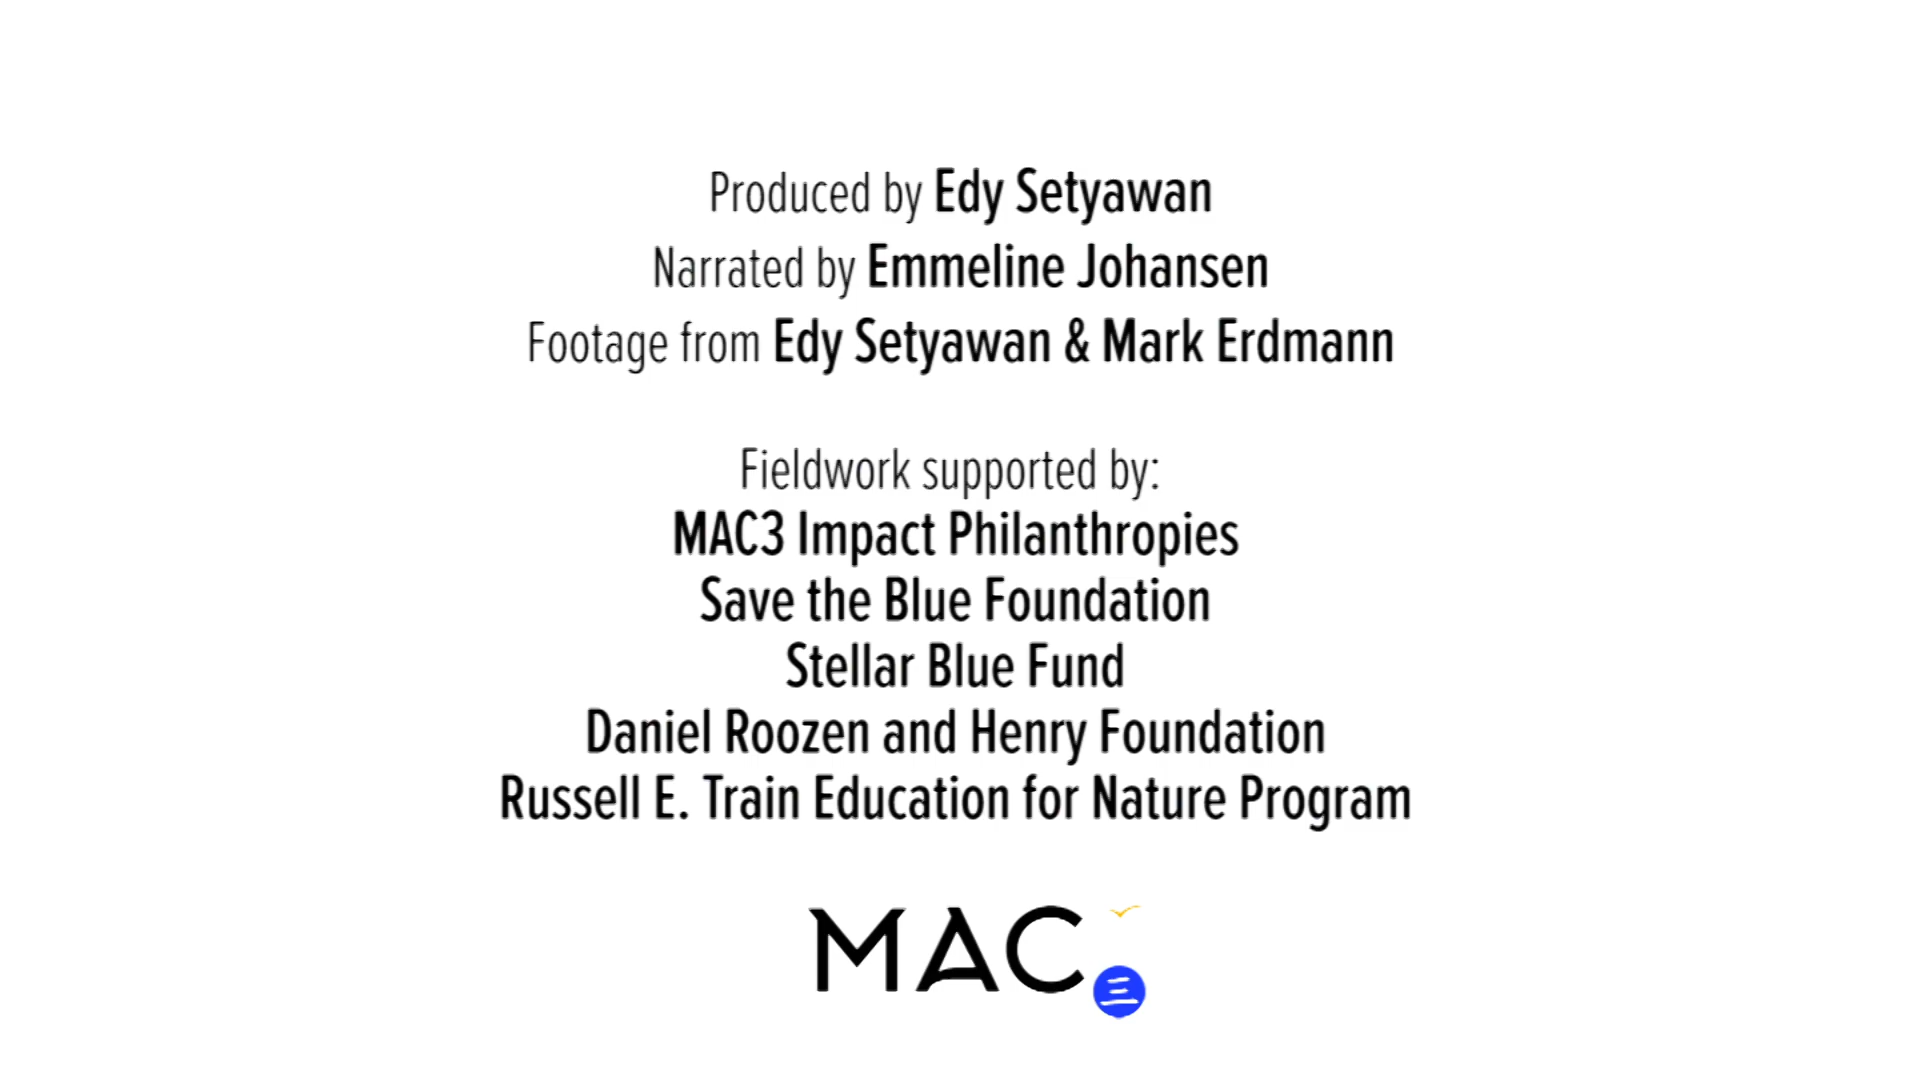 Produced by Edy Setyawan
Narrated by Emmeline Johansen
Footage from Edy Setyawan & Mark Erdmann
Fieldwork supported by:
MAC3 Impact Philanthropies
Save the Blue Foundation
Stellar Blue Fund
Daniel Roozen and Henry Foundation
Russell E. Train Education for Nature Program
MAC 三